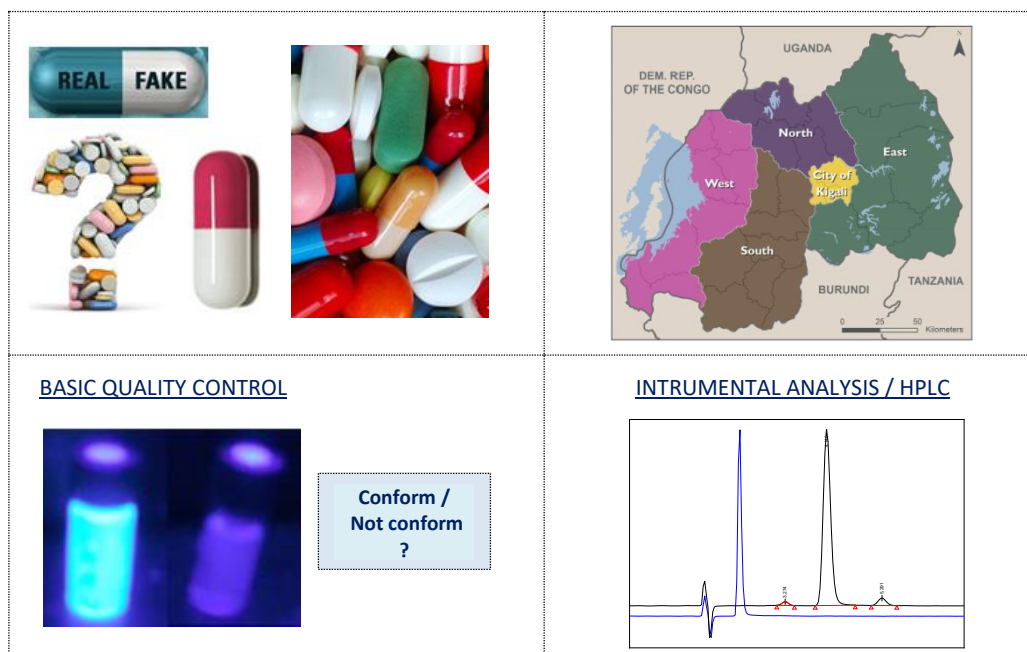 REAL FAKE
N
UGANDA
DEM. REP.
OF THE CONGO
North
East
West
City of
Kigali
South
BURUNDI
TANZANIA
0 25 50
Kilometers
BASIC QUALITY CONTROL
Conform /
Not conform
?
INTRUMENTAL ANALYSIS / HPLC